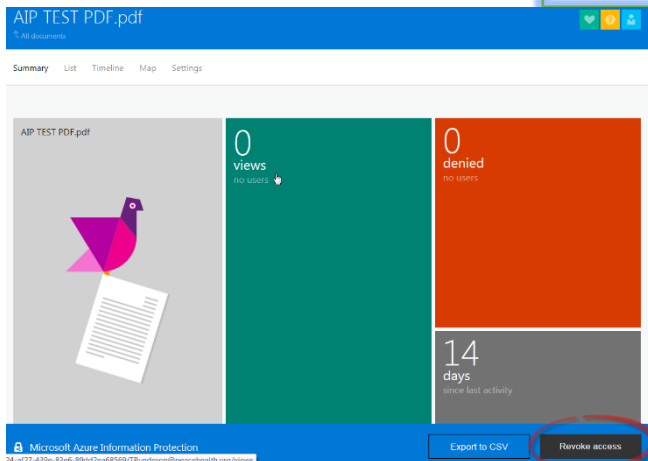 AIP TEST PDF.pdf
All documents
Summary List Timeline Map Settings
AIP TEST PDF.pdf
0
views
no users
0
denied
no users
14
days
since last activity
Microsoft Azure Information Protection
Export to CSV
Revoke access